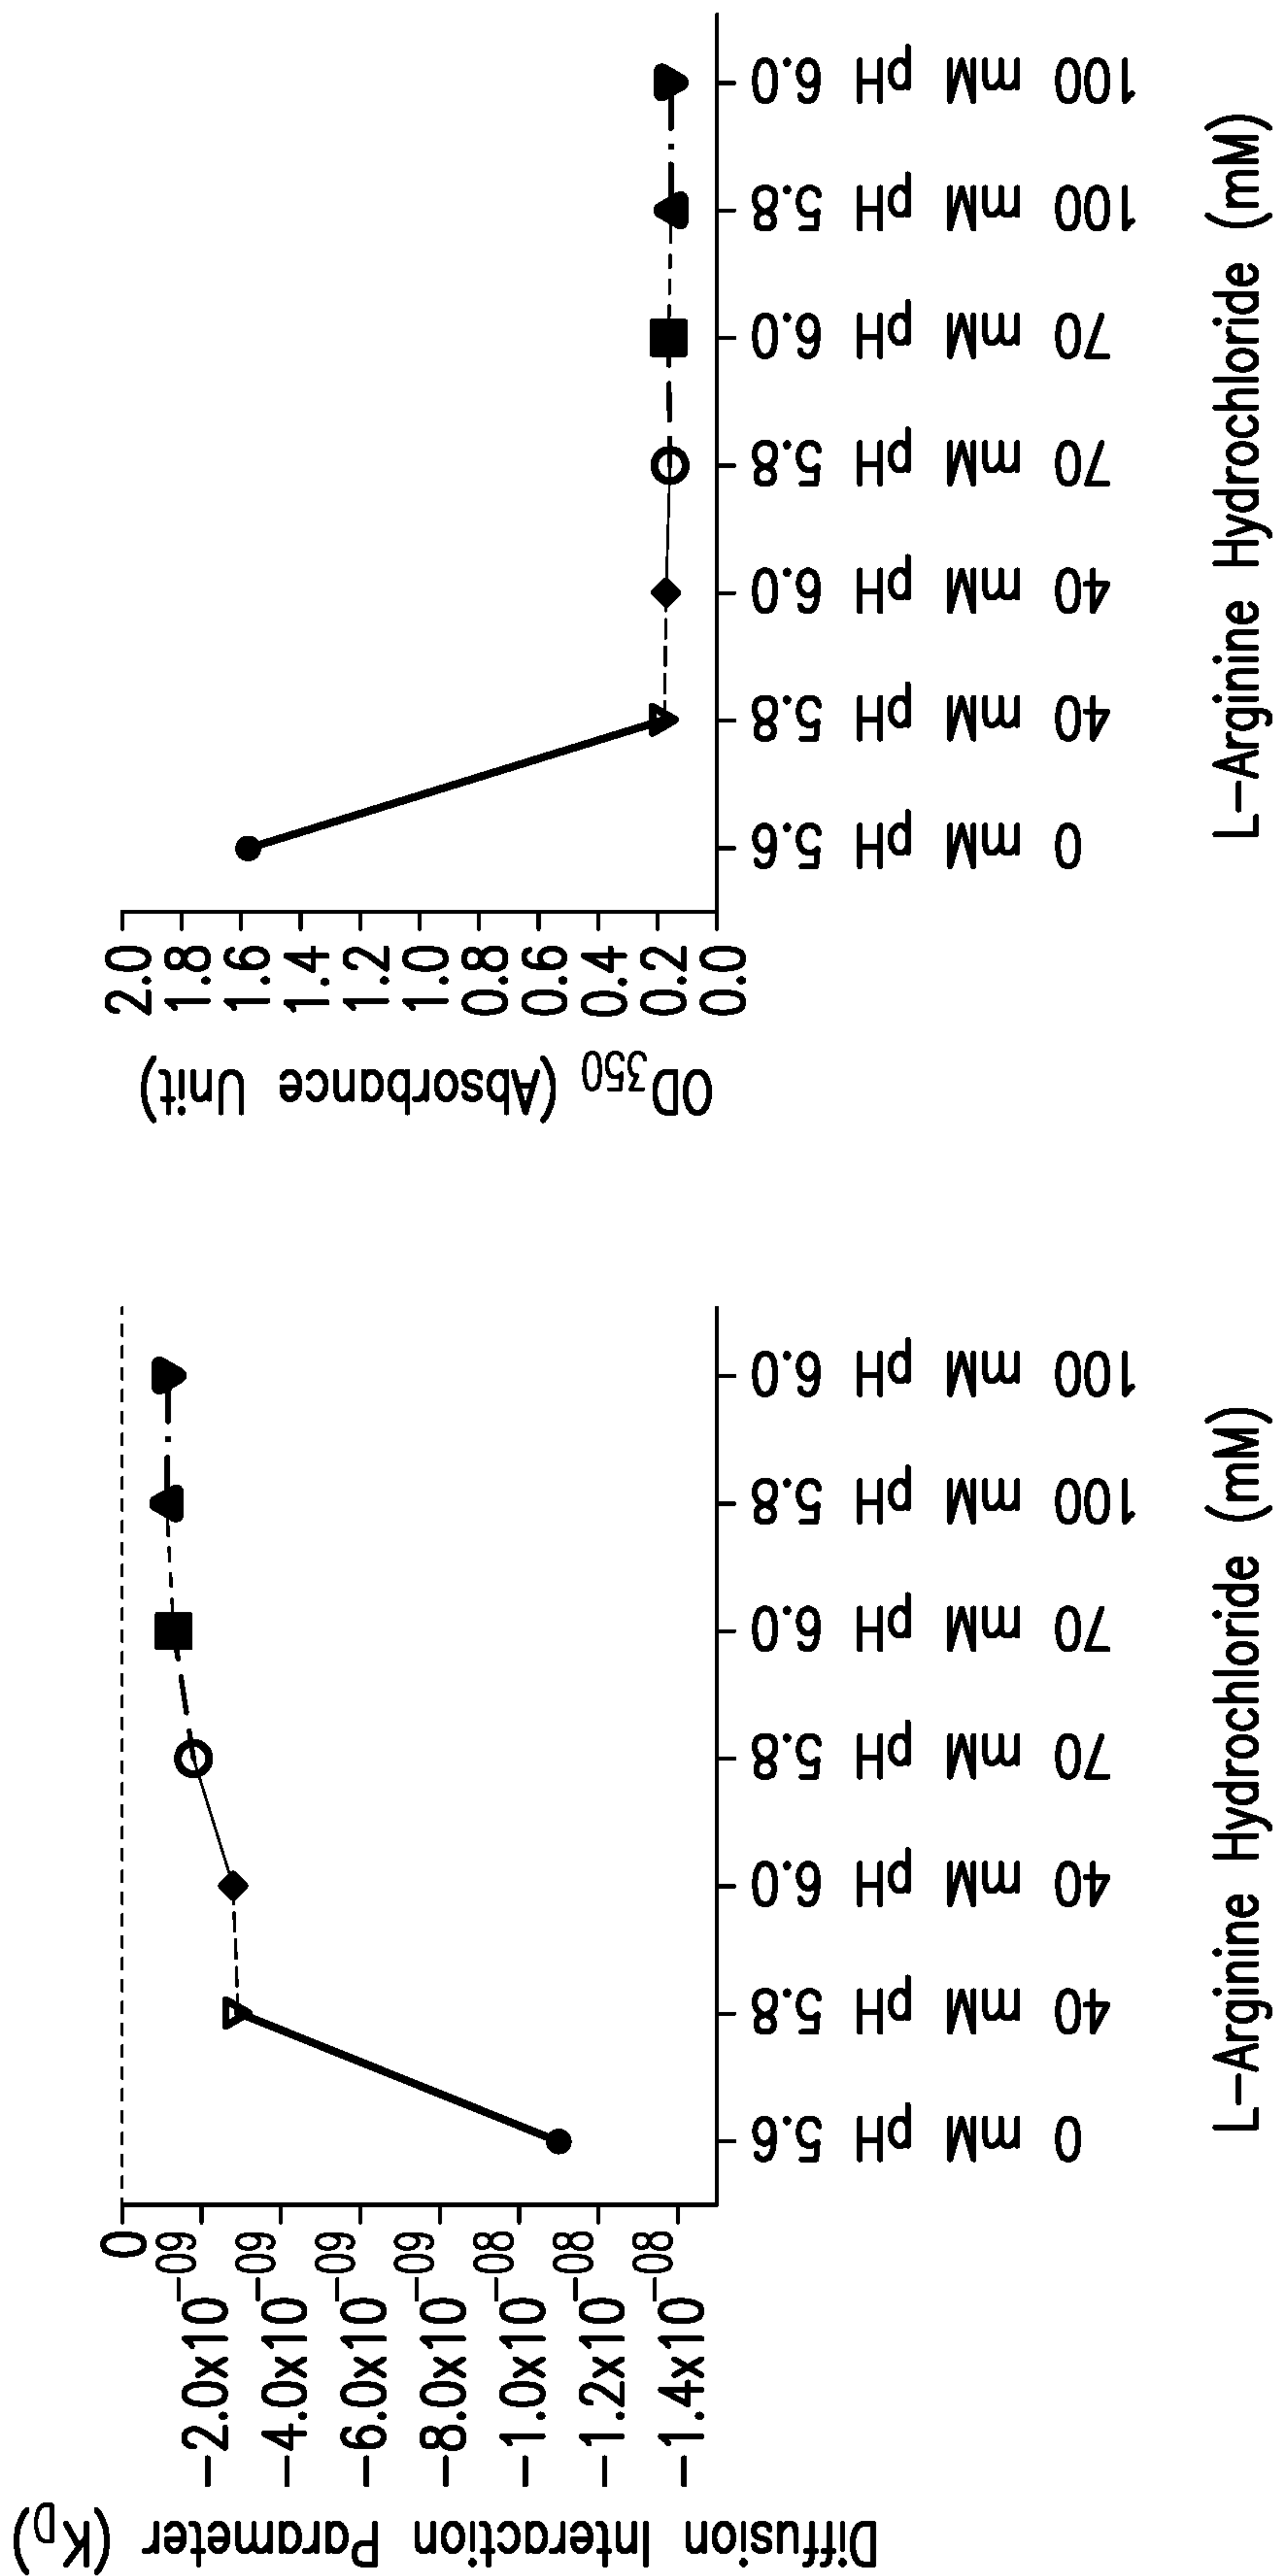 Diffusion Interaction Parameter (K_D)
0
-2.0x10^-09
-4.0x10^-09
-6.0x10^-09
-8.0x10^-09
-1.0x10^-08
-1.2x10^-08
-1.4x10^-08
0 mM pH 5.6
40 mM pH 5.8
40 mM pH 6.0
70 mM pH 5.8
70 mM pH 6.0
100 mM pH 5.8
100 mM pH 6.0
L-Arginine Hydrochloride (mM)
OD350 (Absorbance Unit)
2.0
1.8
1.6
1.4
1.2
1.0
0.8
0.6
0.4
0.2
0.0
0 mM pH 5.6
40 mM pH 5.8
40 mM pH 6.0
70 mM pH 5.8
70 mM pH 6.0
100 mM pH 5.8
100 mM pH 6.0
L-Arginine Hydrochloride (mM)